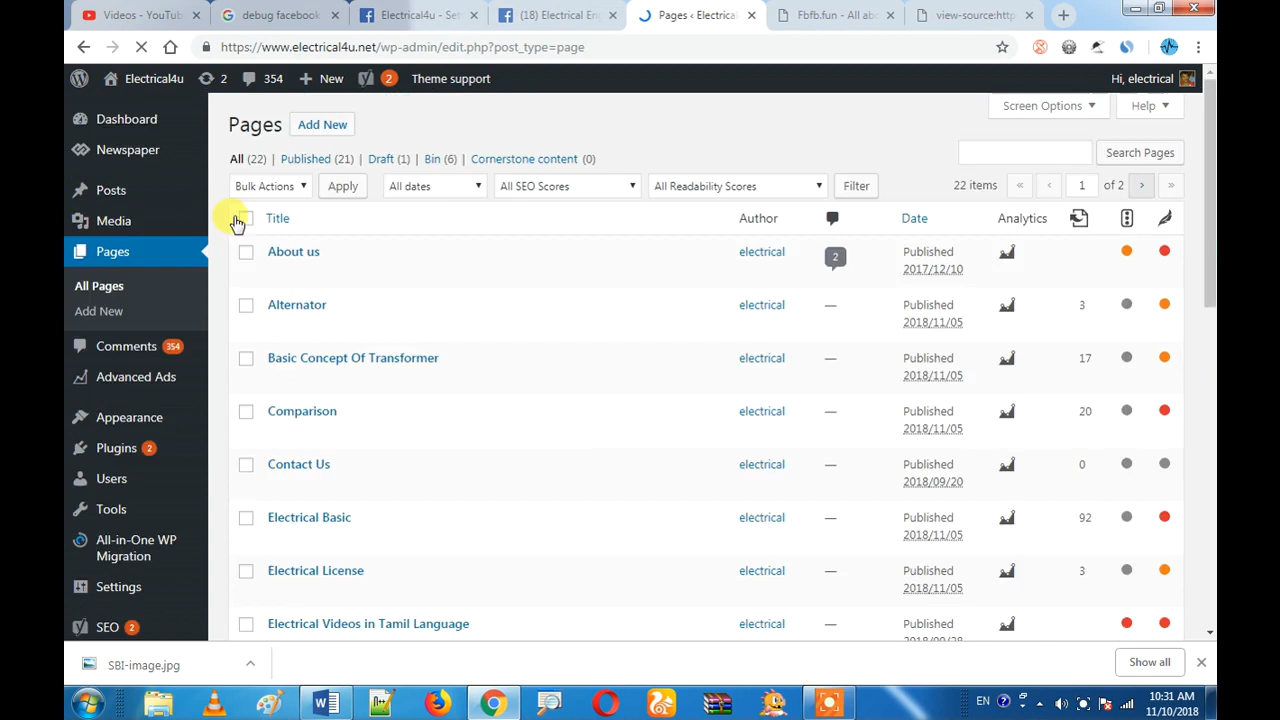 Videos - YouTub
debug facebook
Electrical4u - Set
(18) Electrical En
Pages ‹ Electrical
Fbfb.fun - All abo
view-source:http
https://www.electrical4u.net/wp-admin/edit.php?post_type=page
Electrical4u 2 354 New 2 Theme support Hi, electrical
Screen Options Help
Dashboard
Newspaper
Posts
Media
Pages
All Pages
Add New
Comments 354
Advanced Ads
Appearance
Plugins 2
Users
Tools
All-in-One WP
Migration
Settings
SEO 2
Pages Add New
All (22) | Published (21) | Draft (1) | Bin (6) | Cornerstone content (0)
Search Pages
Bulk Actions Apply All dates All SEO Scores All Readability Scores Filter 22 items « ‹ 1 of 2 › »
Title Author Date Analytics
About us electrical 2 Published
2017/12/10
Alternator electrical — Published 3
2018/11/05
Basic Concept Of Transformer electrical — Published 17
2018/11/05
Comparison electrical — Published 20
2018/11/05
Contact Us electrical — Published 0
2018/09/20
Electrical Basic electrical — Published 92
2018/11/05
Electrical License electrical — Published 3
2018/11/05
Electrical Videos in Tamil Language electrical — Published
SBI-image.jpg
Show all
EN
10:31 AM
11/10/2018